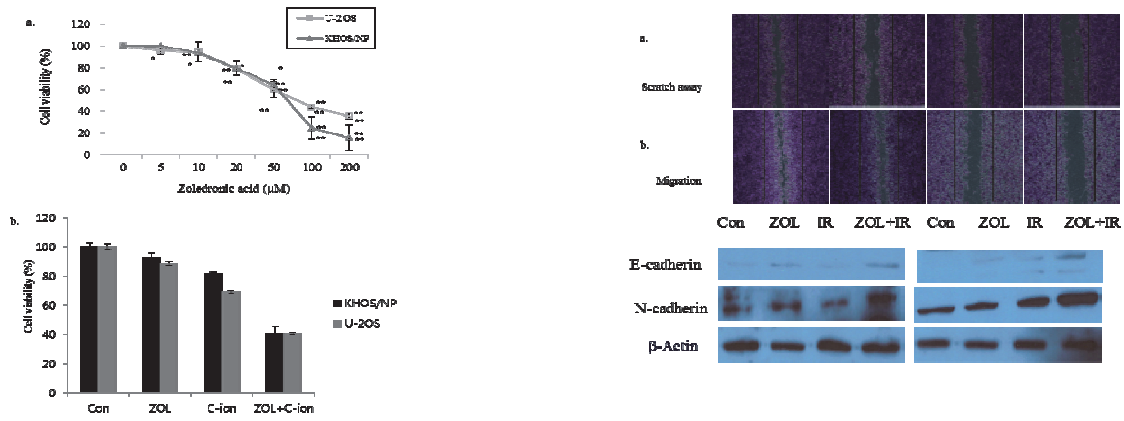 a.
120
100
80
60
40
20
0
Cell viability (%)
U-2OS
KHOS/NP
0 5 10 20 50 100 200
Zoledronic acid (μM)
b.
120
100
80
60
40
20
0
Cell viability (%)
KHOS/NP
U-2OS
Con ZOL C-ion ZOL+C-ion
a.
Scratch assay
b.
Migration
Con ZOL IR ZOL+IR Con ZOL IR ZOL+IR
E-cadherin
N-cadherin
β-Actin